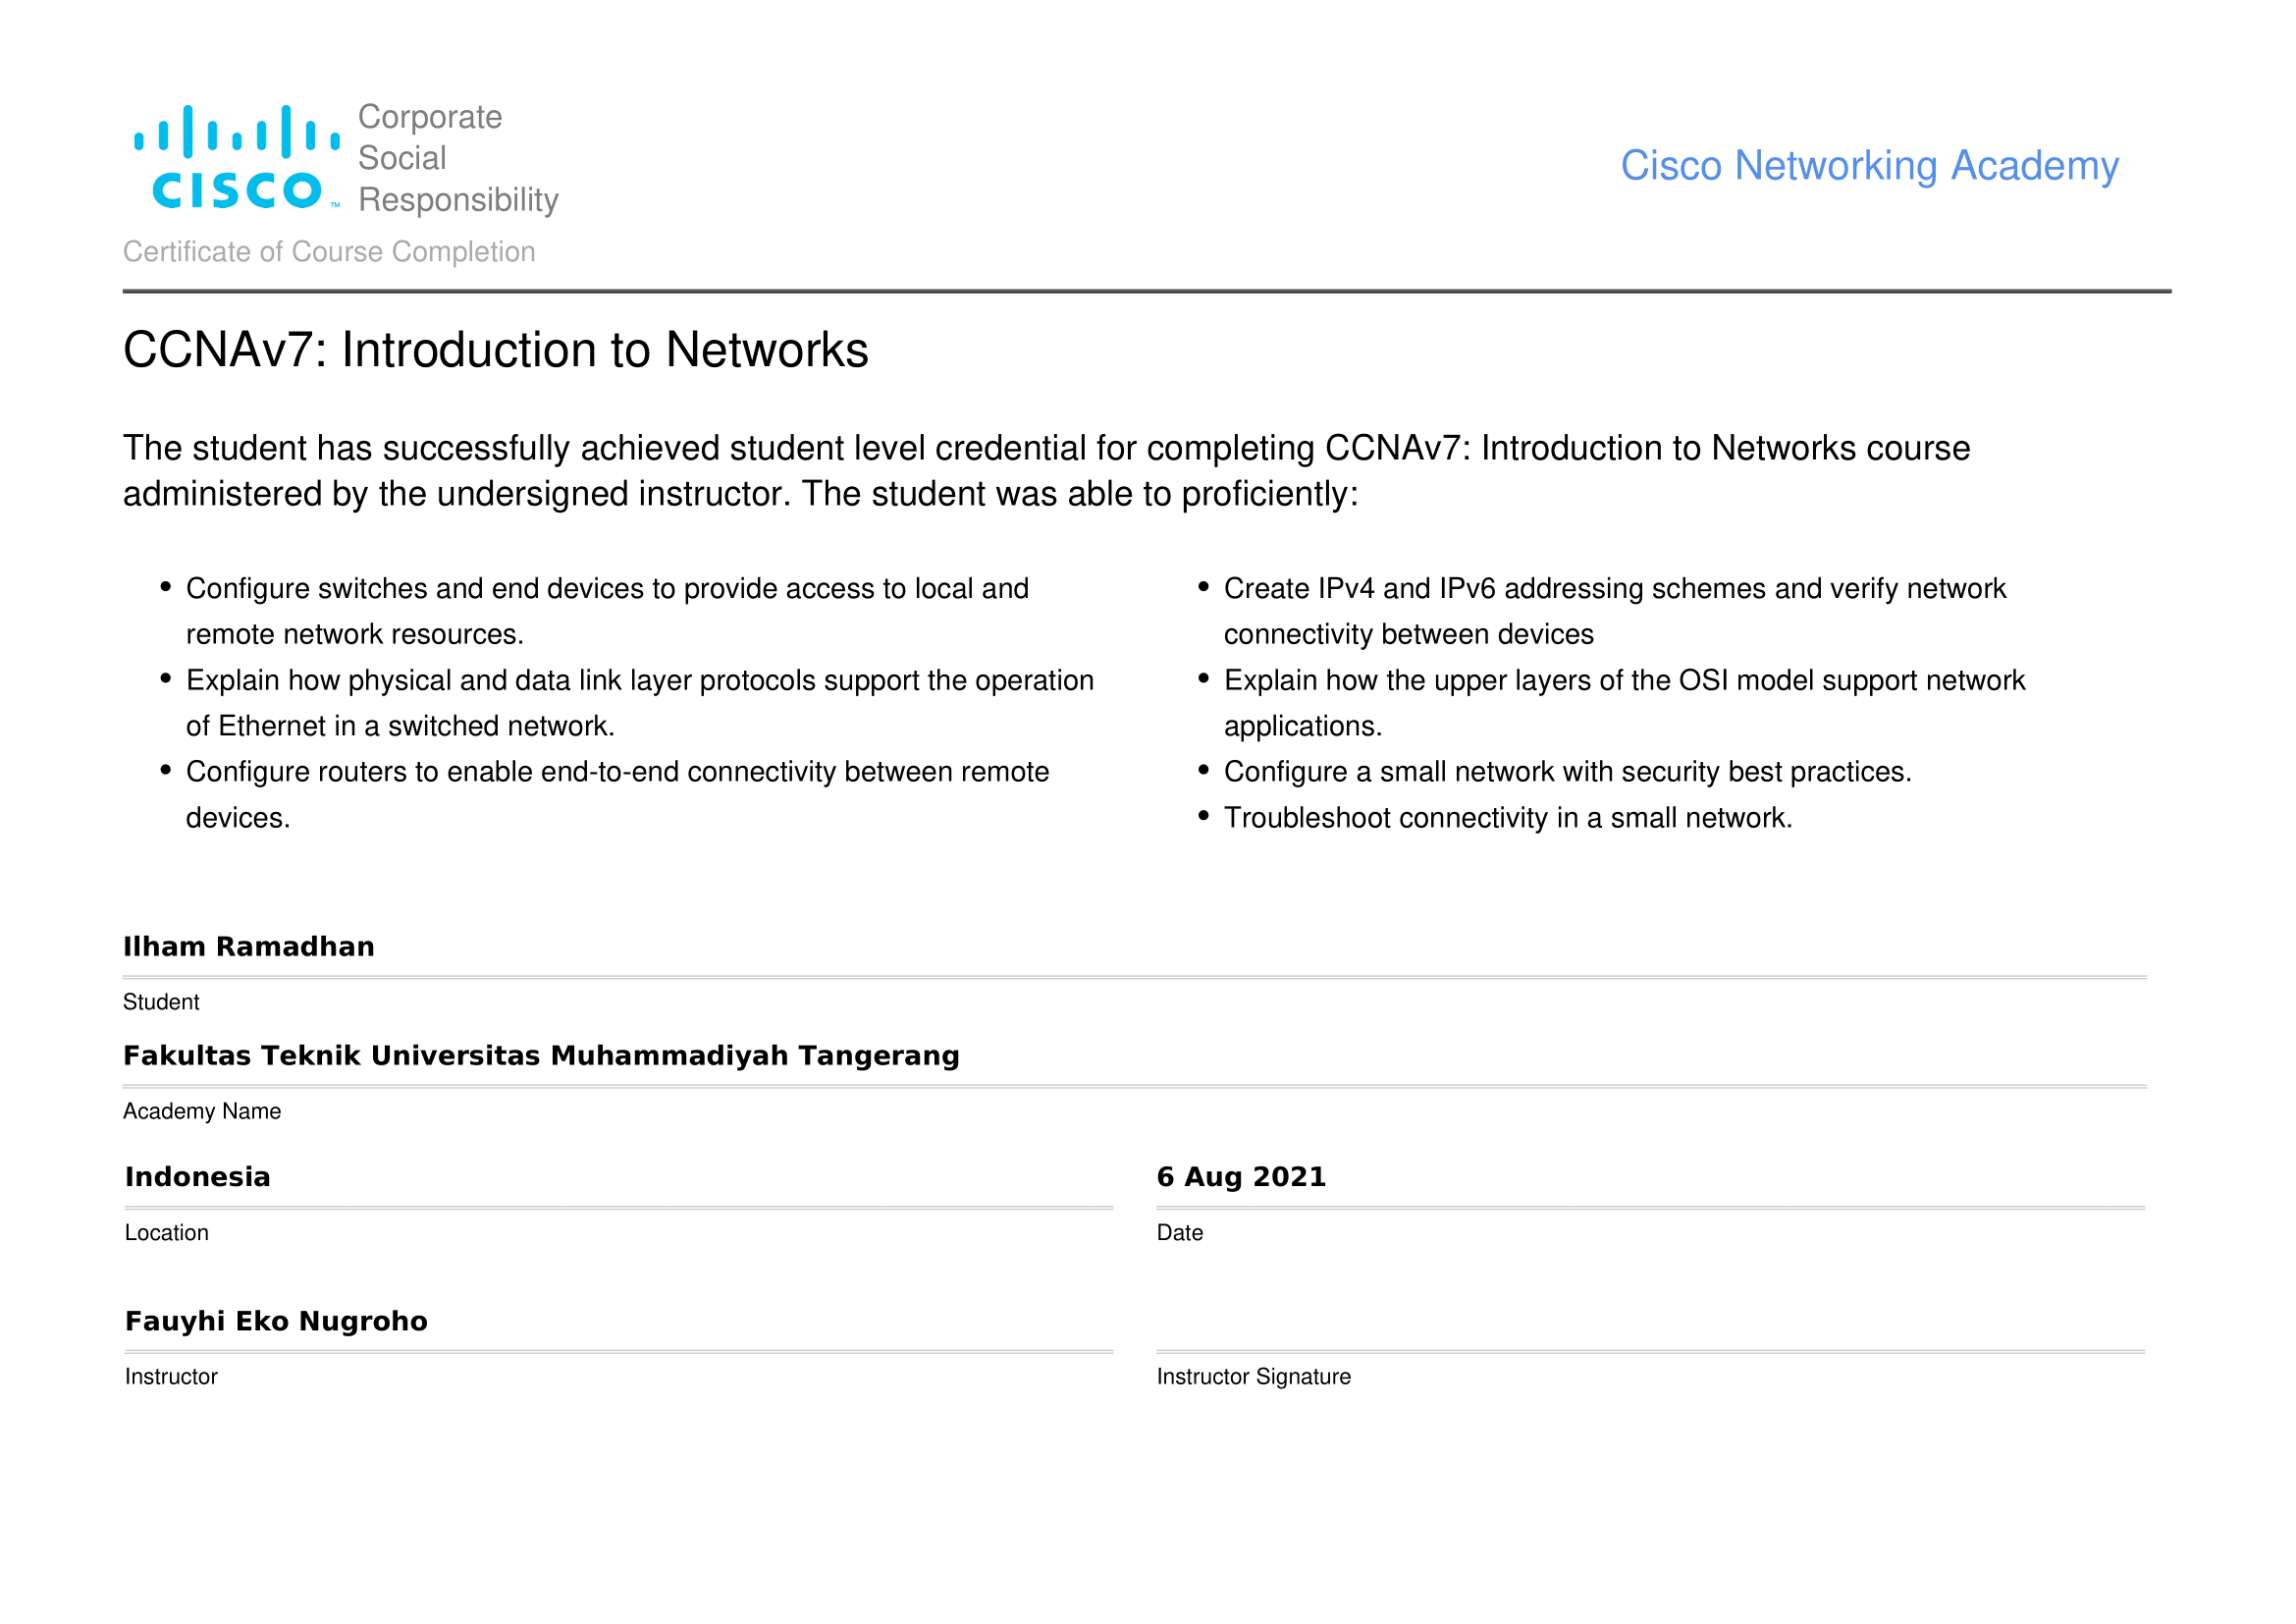 Corporate
Social
Responsibility
CISCO™
Cisco Networking Academy
Certificate of Course Completion
CCNAv7: Introduction to Networks
The student has successfully achieved student level credential for completing CCNAv7: Introduction to Networks course
administered by the undersigned instructor. The student was able to proficiently:
• Configure switches and end devices to provide access to local and
remote network resources.
• Explain how physical and data link layer protocols support the operation
of Ethernet in a switched network.
• Configure routers to enable end-to-end connectivity between remote
devices.
• Create IPv4 and IPv6 addressing schemes and verify network
connectivity between devices
• Explain how the upper layers of the OSI model support network
applications.
• Configure a small network with security best practices.
• Troubleshoot connectivity in a small network.
Ilham Ramadhan
Student
Fakultas Teknik Universitas Muhammadiyah Tangerang
Academy Name
Indonesia
Location
6 Aug 2021
Date
Fauyhi Eko Nugroho
Instructor
Instructor Signature